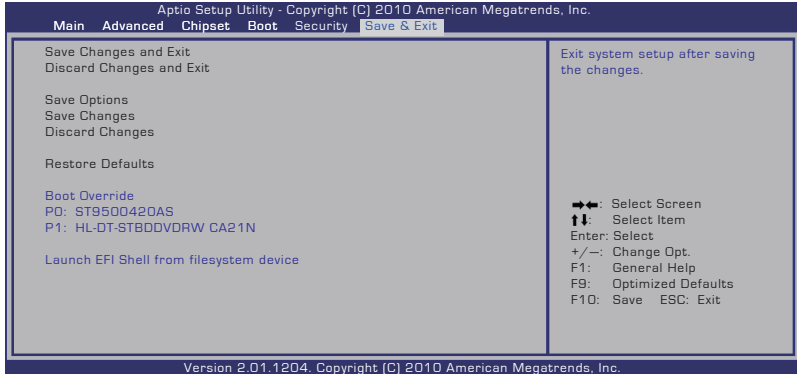 Aptio Setup Utility - Copyright (C) 2010 American Megatrends, Inc.
Main Advanced Chipset Boot Security Save & Exit
Save Changes and Exit
Discard Changes and Exit
Save Options
Save Changes
Discard Changes
Restore Defaults
Boot Override
P0: ST9500420AS
P1: HL-DT-STBDDVDRW CA21N
Launch EFI Shell from filesystem device
Exit system setup after saving
the changes.
→←: Select Screen
↑↓: Select Item
Enter: Select
+/—: Change Opt.
F1: General Help
F9: Optimized Defaults
F10: Save ESC: Exit
Version 2.01.1204. Copyright (C) 2010 American Megatrends, Inc.